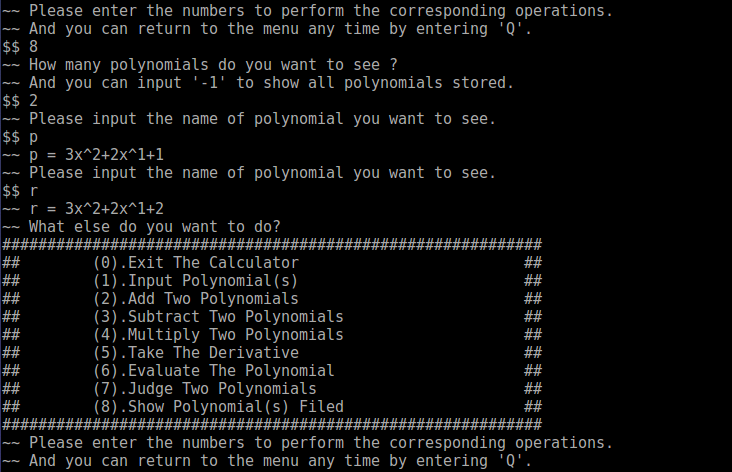 ~~ Please enter the numbers to perform the corresponding operations.
~~ And you can return to the menu any time by entering 'Q'.
$$ 8
~~ How many polynomials do you want to see ?
~~ And you can input '-1' to show all polynomials stored.
$$ 2
~~ Please input the name of polynomial you want to see.
$$ p
~~ p = 3x^2+2x^1+1
~~ Please input the name of polynomial you want to see.
$$ r
~~ r = 3x^2+2x^1+2
~~ What else do you want to do?
############################################################
##        (0).Exit The Calculator                         ##
##        (1).Input Polynomial(s)                         ##
##        (2).Add Two Polynomials                         ##
##        (3).Subtract Two Polynomials                    ##
##        (4).Multiply Two Polynomials                    ##
##        (5).Take The Derivative                         ##
##        (6).Evaluate The Polynomial                     ##
##        (7).Judge Two Polynomials                       ##
##        (8).Show Polynomial(s) Filed                    ##
############################################################
~~ Please enter the numbers to perform the corresponding operations.
~~ And you can return to the menu any time by entering 'Q'.